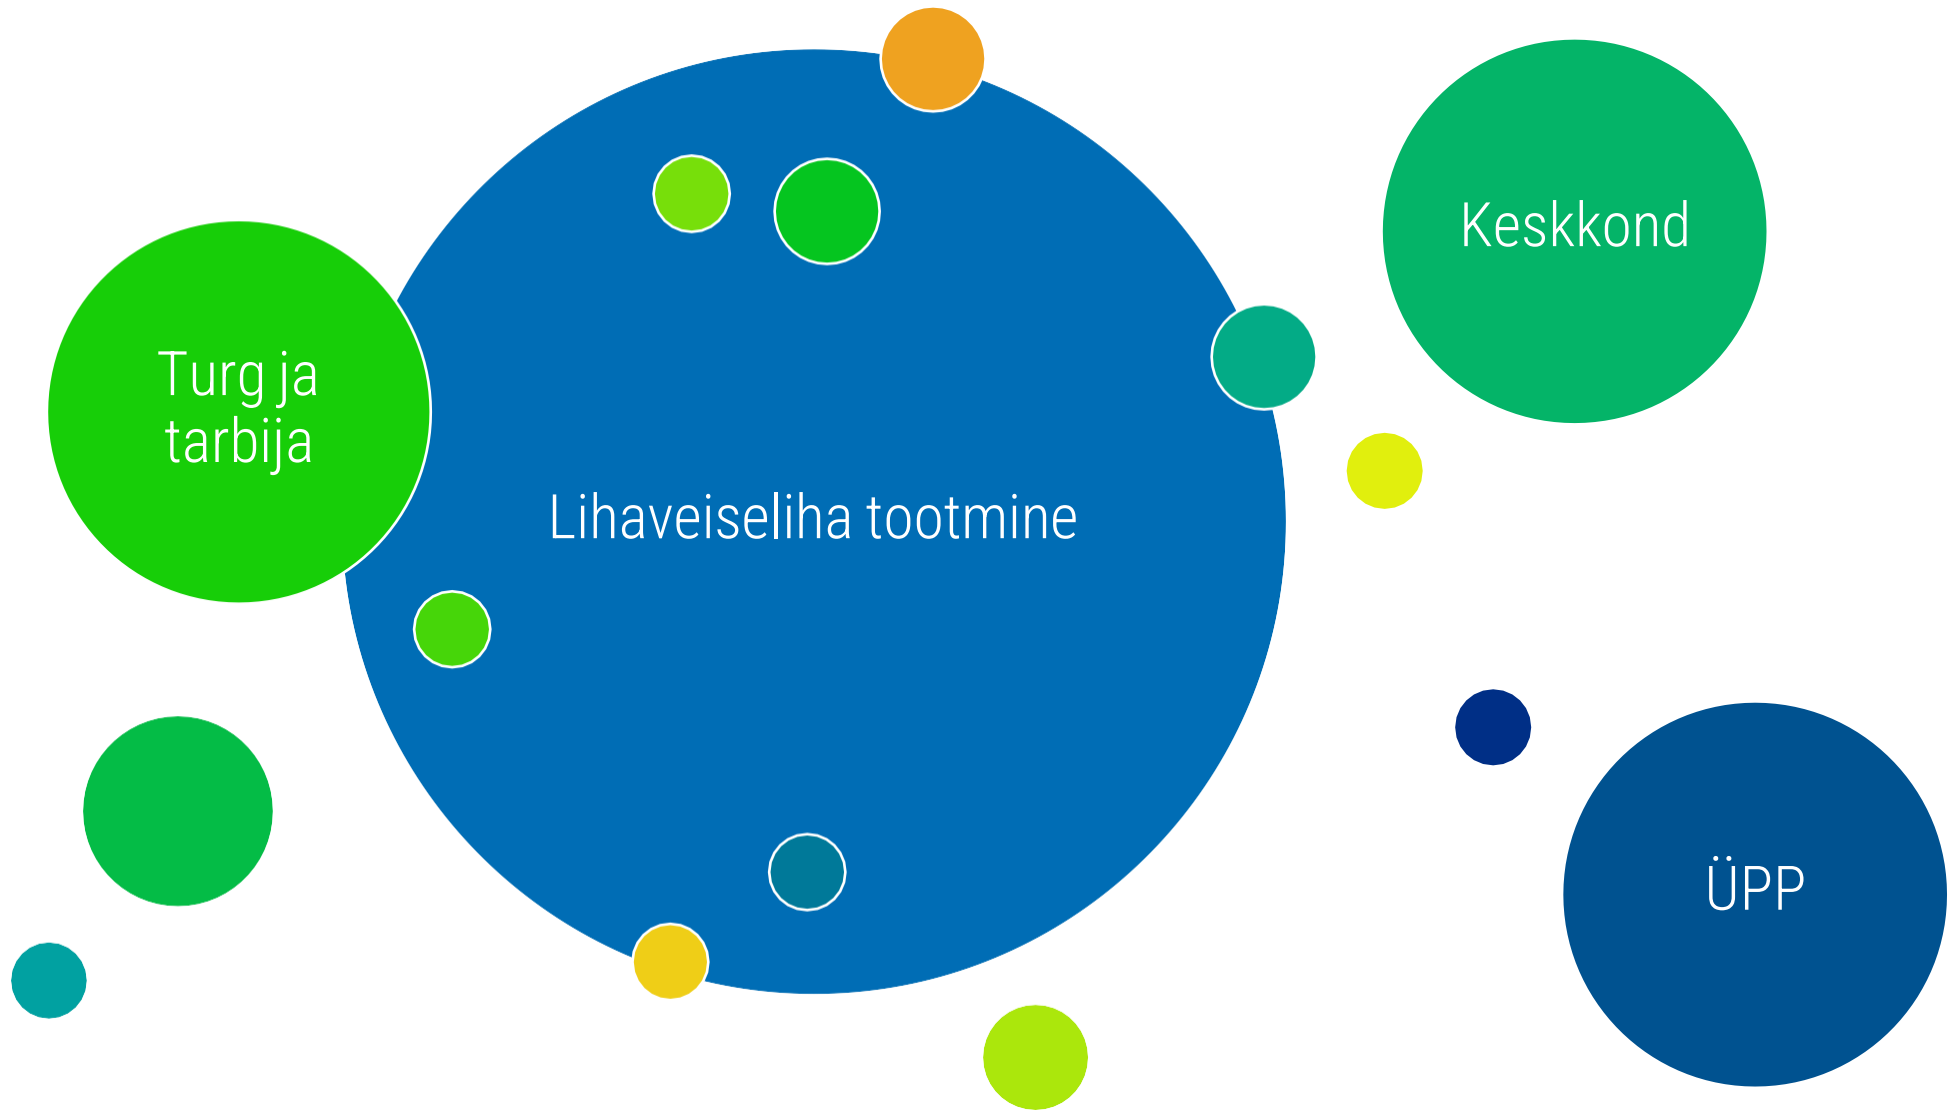 Keskkond
Turg ja
tarbija
Lihaveiseliha tootmine
ÜPP